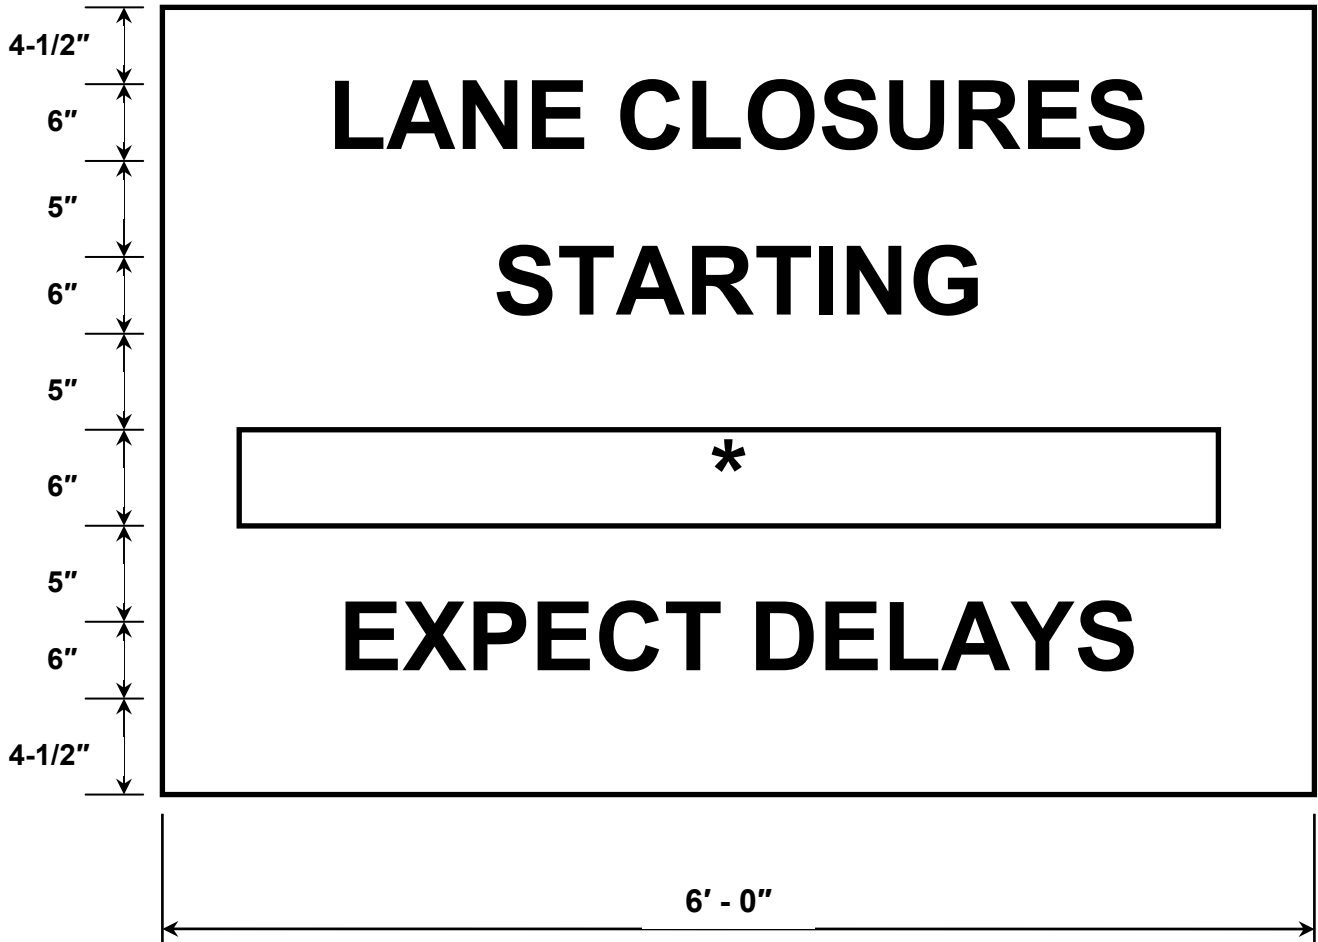 4-1/2"
6"
5"
6"
5"
6"
5"
6"
4-1/2"
LANE CLOSURES
STARTING
*
EXPECT DELAYS
6' - 0"